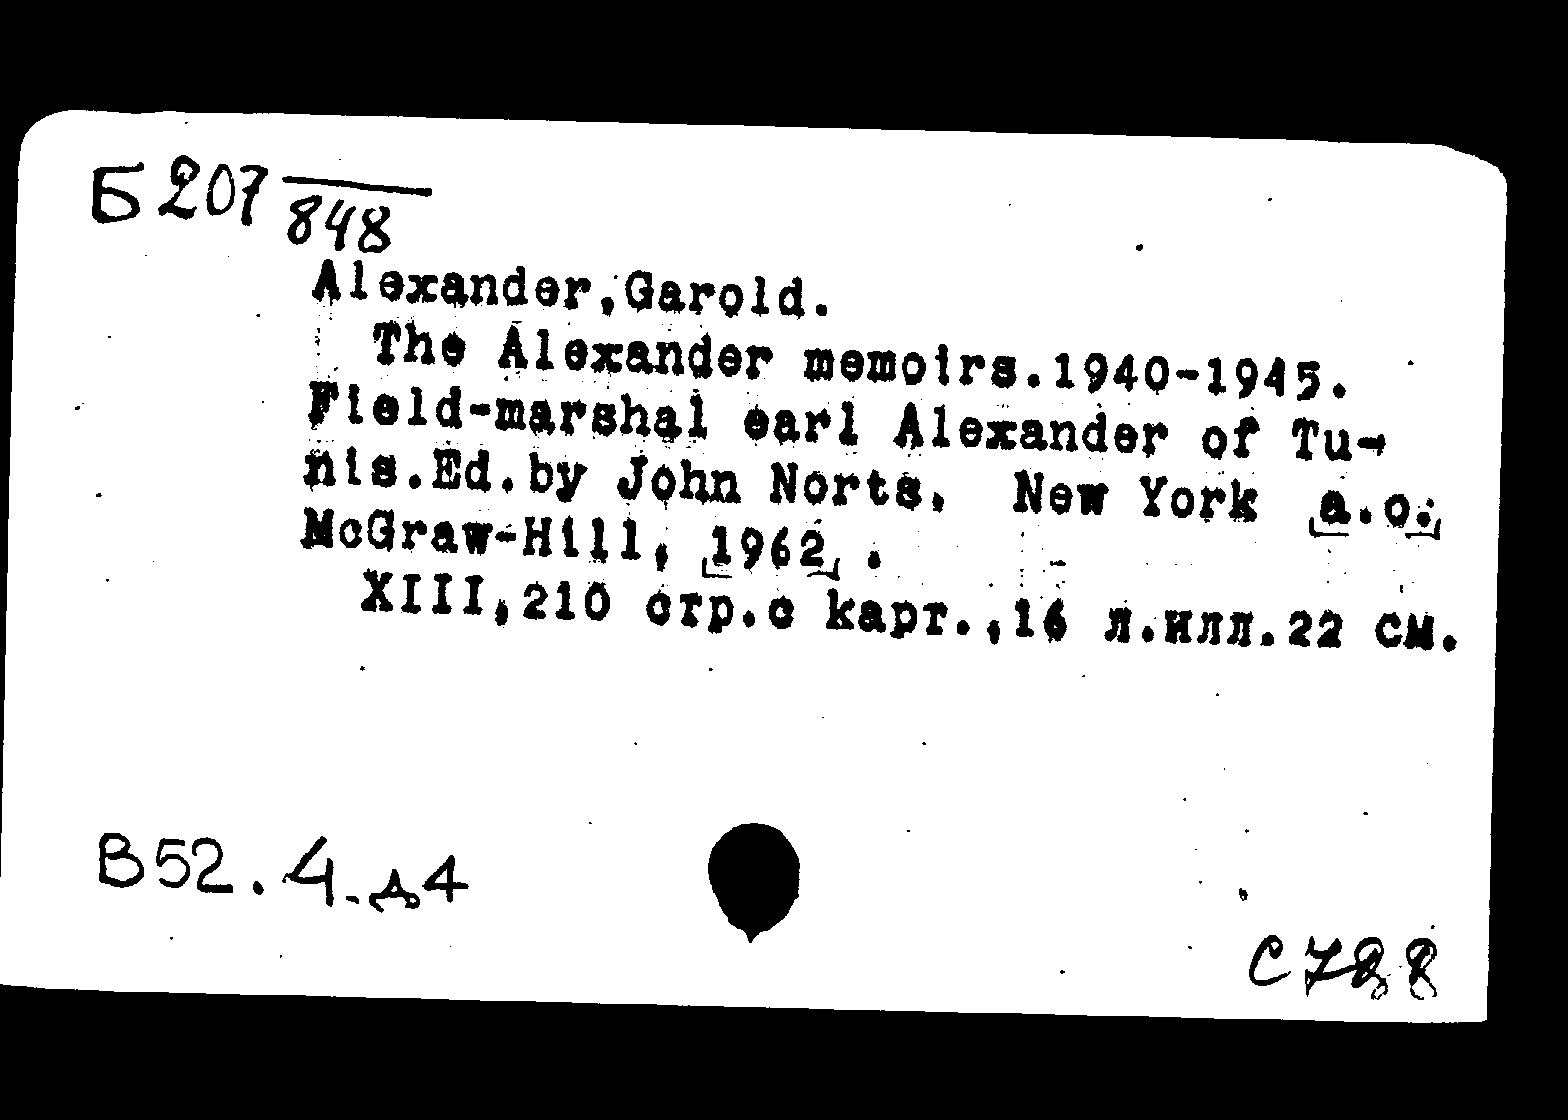 Б 207
848
Alexander, Garold.
The Alexander memoirs. 1940-1945.
Field-marshal earl Alexander of Tu-
nis. Ed. by John Norts. New York [a.o.]
McGraw-Hill, [1962].
XIII, 210 стр. с карт., 16 л. илл. 22 см.
В52.4-д4
С788